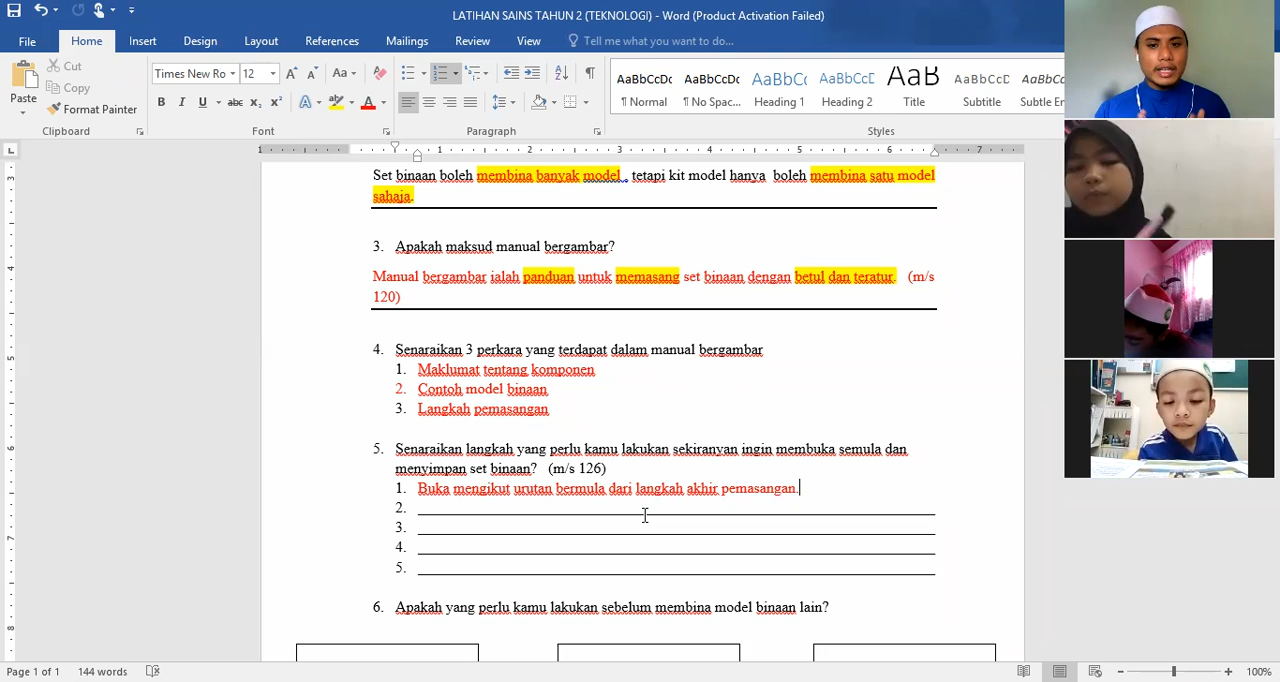 LATIHAN SAINS TAHUN 2 (TEKNOLOGI) - Word (Product Activation Failed)
File Home Insert Design Layout References Mailings Review View Tell me what you want to do...
Paste
Cut
Copy
Format Painter
Clipboard
Times New Ro 12
Font
Paragraph
AaBbCcDc AaBbCcDc AaBbCc AaBbCcD AaB AaBbCcD
¶ Normal ¶ No Spac... Heading 1 Heading 2 Title Subtitle Subtle Em
Styles
Set binaan boleh membina banyak model , tetapi kit model hanya boleh membina satu model
sahaja.
3. Apakah maksud manual bergambar?
Manual bergambar ialah panduan untuk memasang set binaan dengan betul dan teratur. (m/s
120)
4. Senaraikan 3 perkara yang terdapat dalam manual bergambar
1. Maklumat tentang komponen
2. Contoh model binaan
3. Langkah pemasangan
5. Senaraikan langkah yang perlu kamu lakukan sekiranyan ingin membuka semula dan
menyimpan set binaan? (m/s 126)
1. Buka mengikut urutan bermula dari langkah akhir pemasangan.
2.
3.
4.
5.
6. Apakah yang perlu kamu lakukan sebelum membina model binaan lain?
Page 1 of 1 144 words 100%